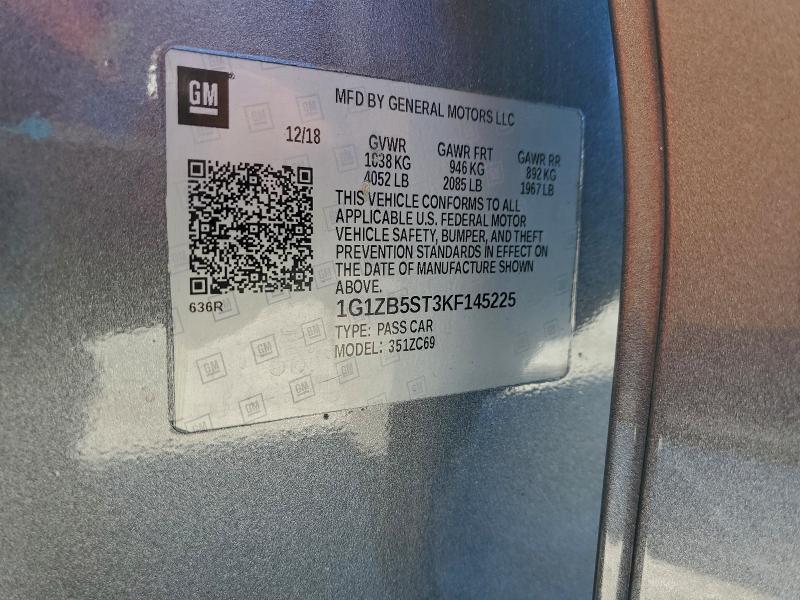 GM
MFD BY GENERAL MOTORS LLC
12/18
GVWR GAWR FRT GAWR RR
1838 KG 946 KG 892 KG
4052 LB 2085 LB 1967 LB
THIS VEHICLE CONFORMS TO ALL
APPLICABLE U.S. FEDERAL MOTOR
VEHICLE SAFETY, BUMPER, AND THEFT
PREVENTION STANDARDS IN EFFECT ON
THE DATE OF MANUFACTURE SHOWN
ABOVE.
636R
1G1ZB5ST3KF145225
TYPE: PASS CAR
MODEL: 351ZC69